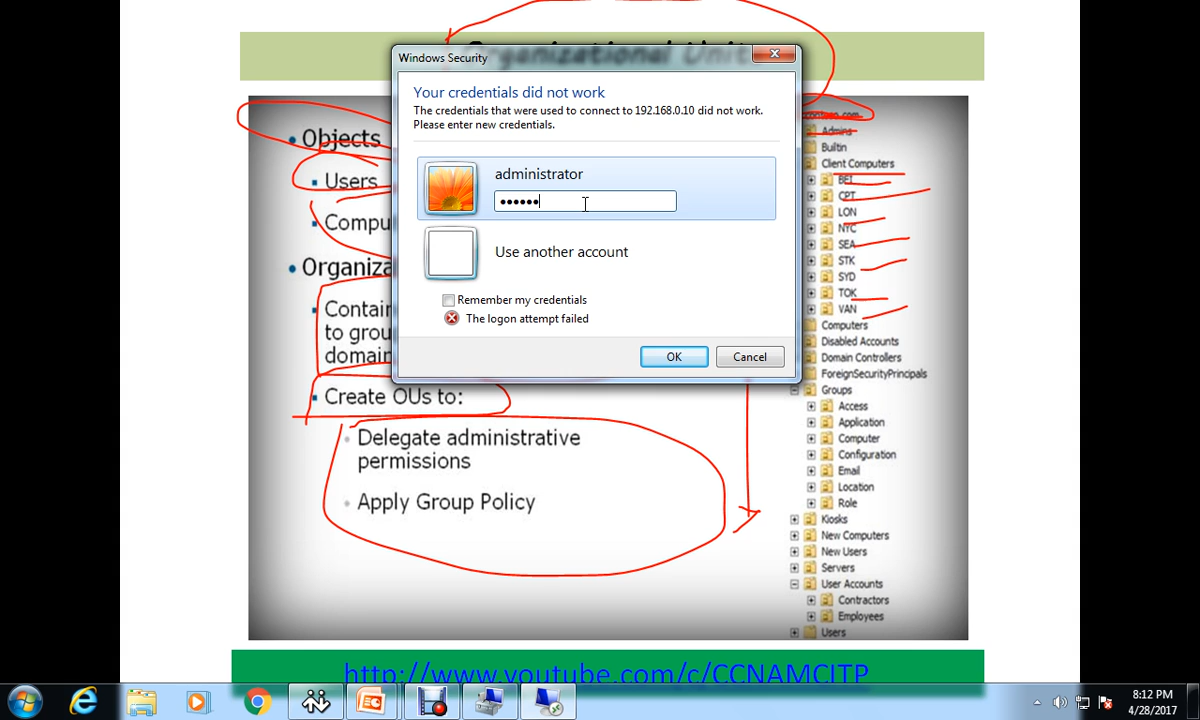 Organizational Unit
Windows Security
Your credentials did not work
The credentials that were used to connect to 192.168.0.10 did not work.
Please enter new credentials.
administrator
••••••
Use another account
Remember my credentials
The logon attempt failed
OK
Cancel
• Objects
▪ Users
Compu
• Organiza
Contain
to grou
domain
▪ Create OUs to:
• Delegate administrative
permissions
• Apply Group Policy
Admins
Builtin
Client Computers
BEI
CPT
LON
NYC
SEA
STK
SYD
TOK
VAN
Computers
Disabled Accounts
Domain Controllers
ForeignSecurityPrincipals
Groups
Access
Application
Computer
Configuration
Email
Location
Role
Kiosks
New Computers
New Users
Servers
User Accounts
Contractors
Employees
Users
http://www.youtube.com/c/CCNAMCITP
8:12 PM
4/28/2017